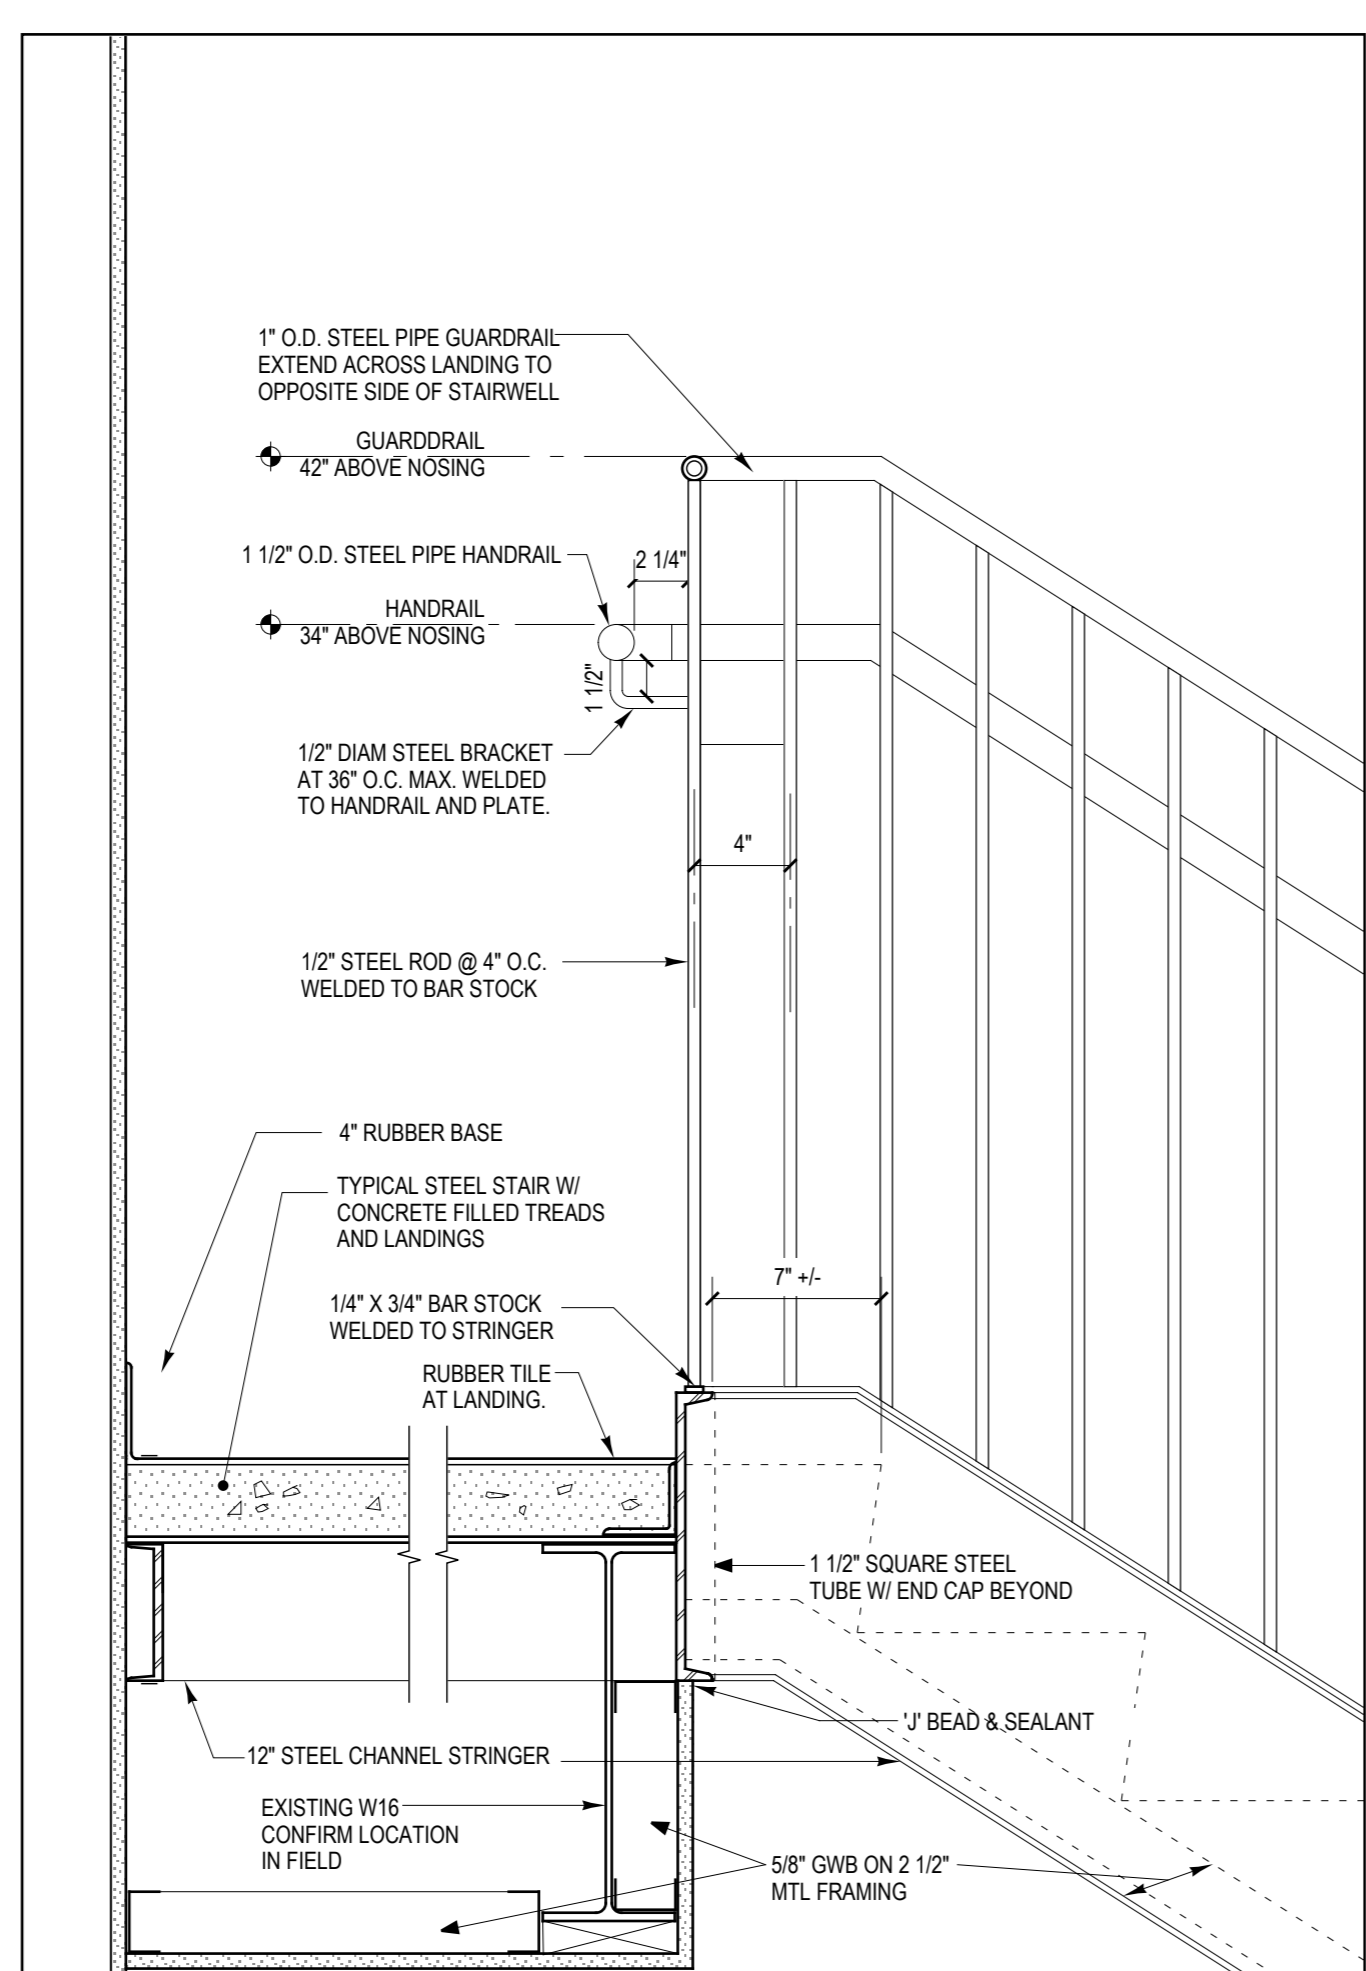 1" O.D. STEEL PIPE GUARDRAIL
EXTEND ACROSS LANDING TO
OPPOSITE SIDE OF STAIRWELL
GUARDDRAIL
42" ABOVE NOSING
1 1/2" O.D. STEEL PIPE HANDRAIL
2 1/4"
HANDRAIL
34" ABOVE NOSING
1 1/2"
1/2" DIAM STEEL BRACKET
AT 36" O.C. MAX. WELDED
TO HANDRAIL AND PLATE.
4"
1/2" STEEL ROD @ 4" O.C.
WELDED TO BAR STOCK
4" RUBBER BASE
TYPICAL STEEL STAIR W/
CONCRETE FILLED TREADS
AND LANDINGS
7" +/-
1/4" X 3/4" BAR STOCK
WELDED TO STRINGER
RUBBER TILE
AT LANDING.
1 1/2" SQUARE STEEL
TUBE W/ END CAP BEYOND
'J' BEAD & SEALANT
12" STEEL CHANNEL STRINGER
EXISTING W16
CONFIRM LOCATION
IN FIELD
5/8" GWB ON 2 1/2"
MTL FRAMING